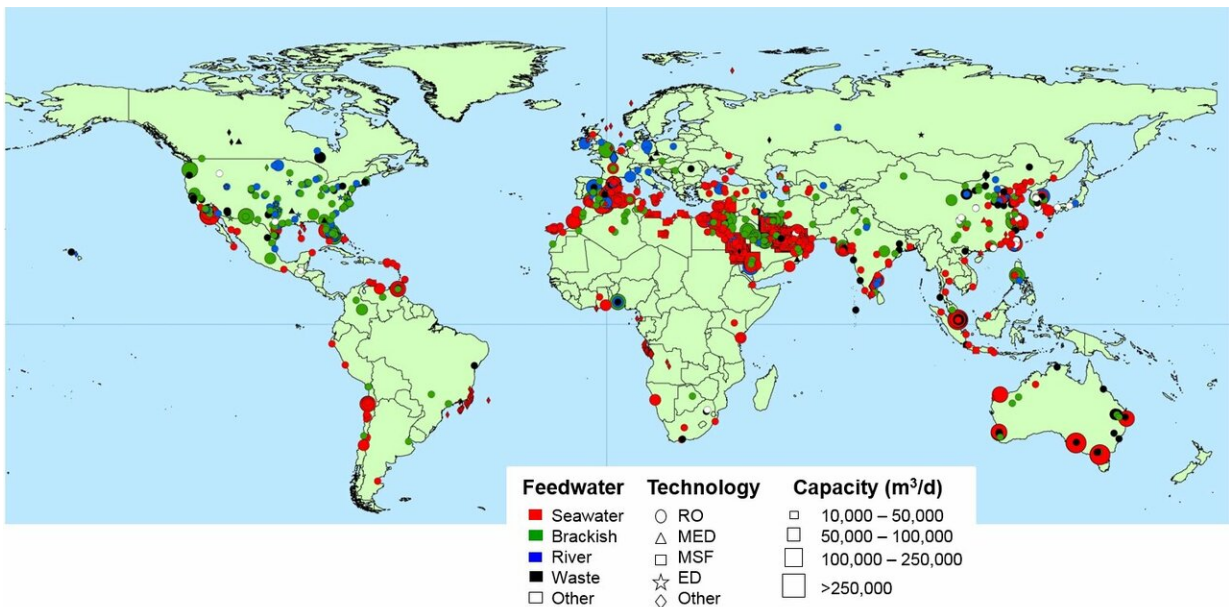 Feedwater
Seawater
Brackish
River
Waste
Other
Technology
RO
MED
MSF
ED
Other
Capacity (m³/d)
10,000 – 50,000
50,000 – 100,000
100,000 – 250,000
>250,000